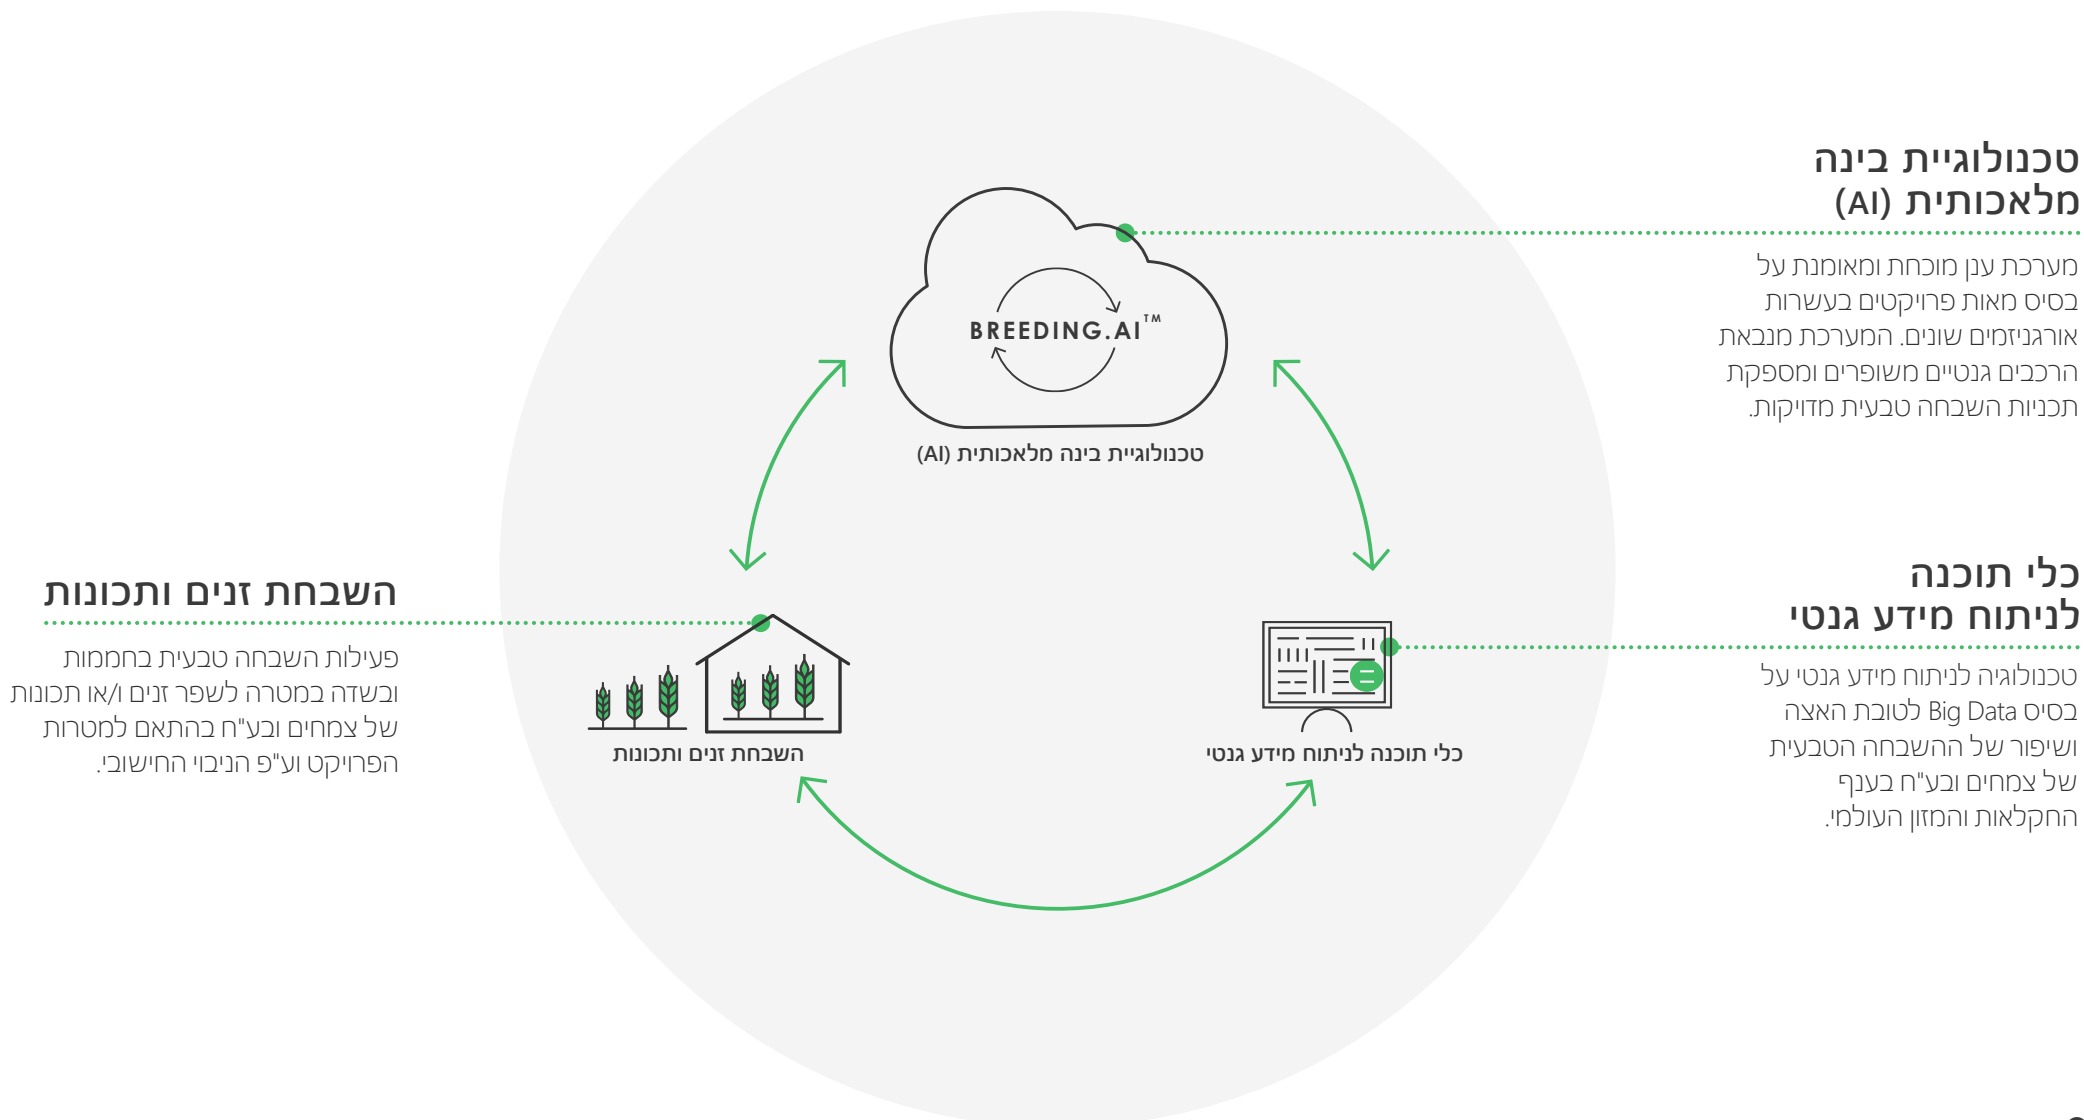 טכנולוגיית בינה
מלאכותית (AI)
מערכת ענן מוכחת ומאומנת על
בסיס מאות פרויקטים בעשרות
אורגניזמים שונים. המערכת מנבאת
הרכבים גנטיים משופרים ומספקת
תכניות השבחה טבעית מדויקות.
BREEDING.AI™
טכנולוגיית בינה מלאכותית (AI)
כלי תוכנה
לניתוח מידע גנטי
טכנולוגיה לניתוח מידע גנטי על
בסיס Big Data לטובת האצה
ושיפור של ההשבחה הטבעית
של צמחים ובע"ח בענף
החקלאות והמזון העולמי.
כלי תוכנה לניתוח מידע גנטי
השבחת זנים ותכונות
השבחת זנים ותכונות
פעילות השבחה טבעית בחממות
ובשדה במטרה לשפר זנים ו/או תכונות
של צמחים ובע"ח בהתאם למטרות
הפרויקט וע"פ הניבוי החישובי.